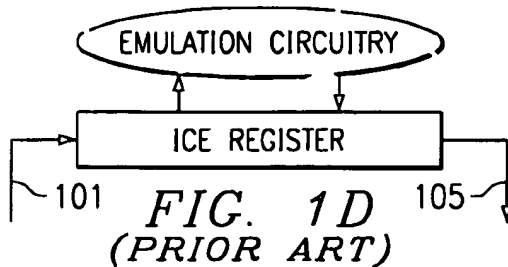 EMULATION CIRCUITRY
ICE REGISTER
101
105
FIG. 1D
(PRIOR ART)